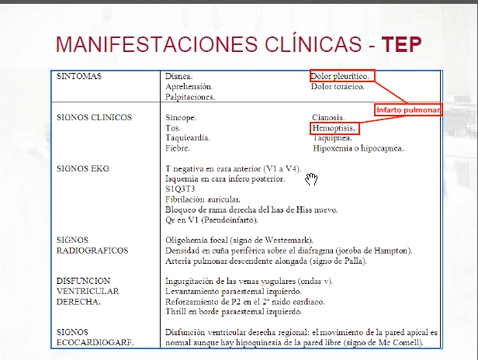 MANIFESTACIONES CLÍNICAS - TEP
SINTOMAS Disnea. Dolor pleurítico.
Aprehensión. Dolor toracico.
Palpitaciones.
Infarto pulmonar
SIGNOS CLINICOS Síncope. Cianosis.
Tos. Hemoptisis.
Taquicardia. Taquipnea.
Fiebre. Hipoxemia o hipocapnea.
SIGNOS EKG T negativa en cara anterior (V1 a V4).
Isquemia en cara infero posterior.
S1Q3T3
Fibrilación auricular.
Bloqueo de rama derecha del has de Hiss nuevo.
Qr en V1 (Pseudoinfarto).
SIGNOS Oligohemia focal (signo de Westermark).
RADIOGRAFICOS Densidad en cuña periférica sobre el diafragma (joroba de Hampton).
Arteria pulmonar descendente alongada (signo de Palla).
DISFUNCION Ingurgitación de las venas yugulares (ondas v).
VENTRICULAR Levantamiento paraesternal izquierdo.
DERECHA. Reforzamiento de P2 en el 2º ruido cardiaco.
Thrill en borde paraesternal izquierdo.
SIGNOS Disfunción ventricular derecha regional: el movimiento de la pared apical es
ECOCARDIOGARF. normal aunque hay hipoquinesia de la pared libre (signo de Mc Conell).